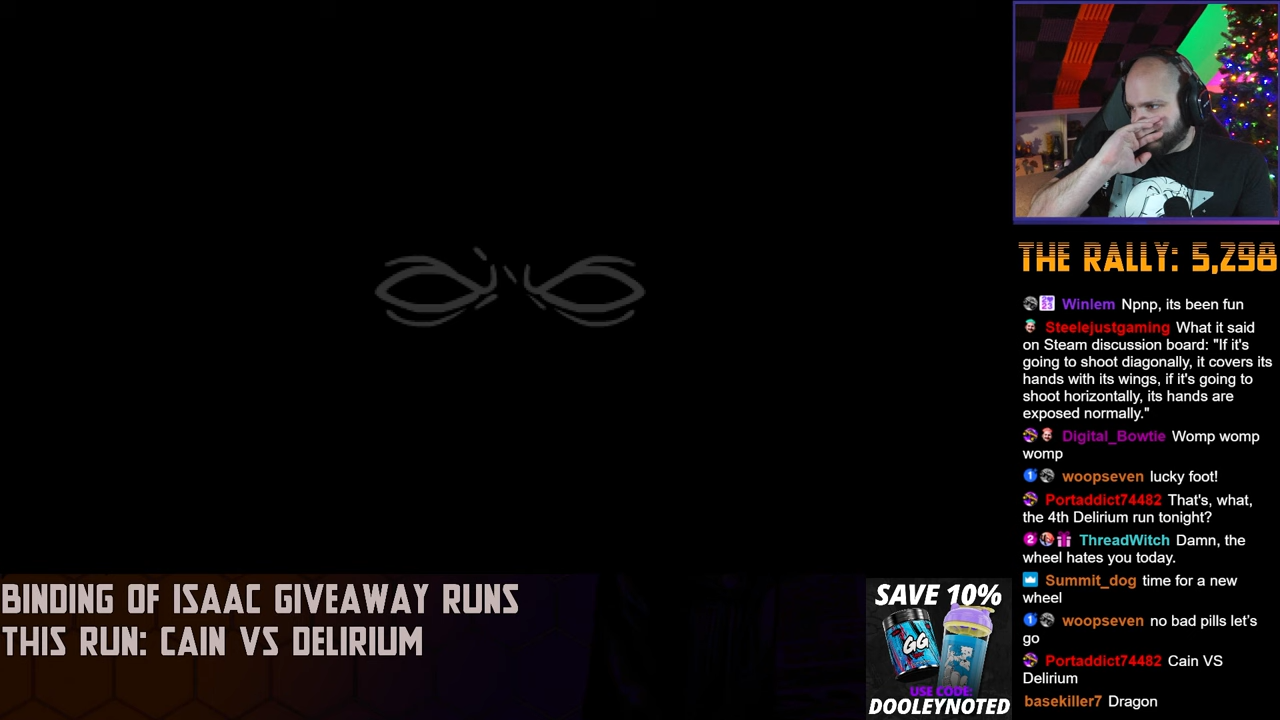 THE RALLY: 5,298
Winlem Npnp, its been fun
Steelejustgaming What it said
on Steam discussion board: "If it's
going to shoot diagonally, it covers its
hands with its wings, if it's going to
shoot horizontally, its hands are
exposed normally."
Digital_Bowtie Womp womp
womp
woopseven lucky foot!
Portaddict74482 That's, what,
the 4th Delirium run tonight?
ThreadWitch Damn, the
wheel hates you today.
Summit_dog time for a new
wheel
woopseven no bad pills let's
go
Portaddict74482 Cain VS
Delirium
basekiller7 Dragon
BINDING OF ISAAC GIVEAWAY RUNS
THIS RUN: CAIN VS DELIRIUM
SAVE 10%
GG
USE CODE:
DOOLEYNOTED